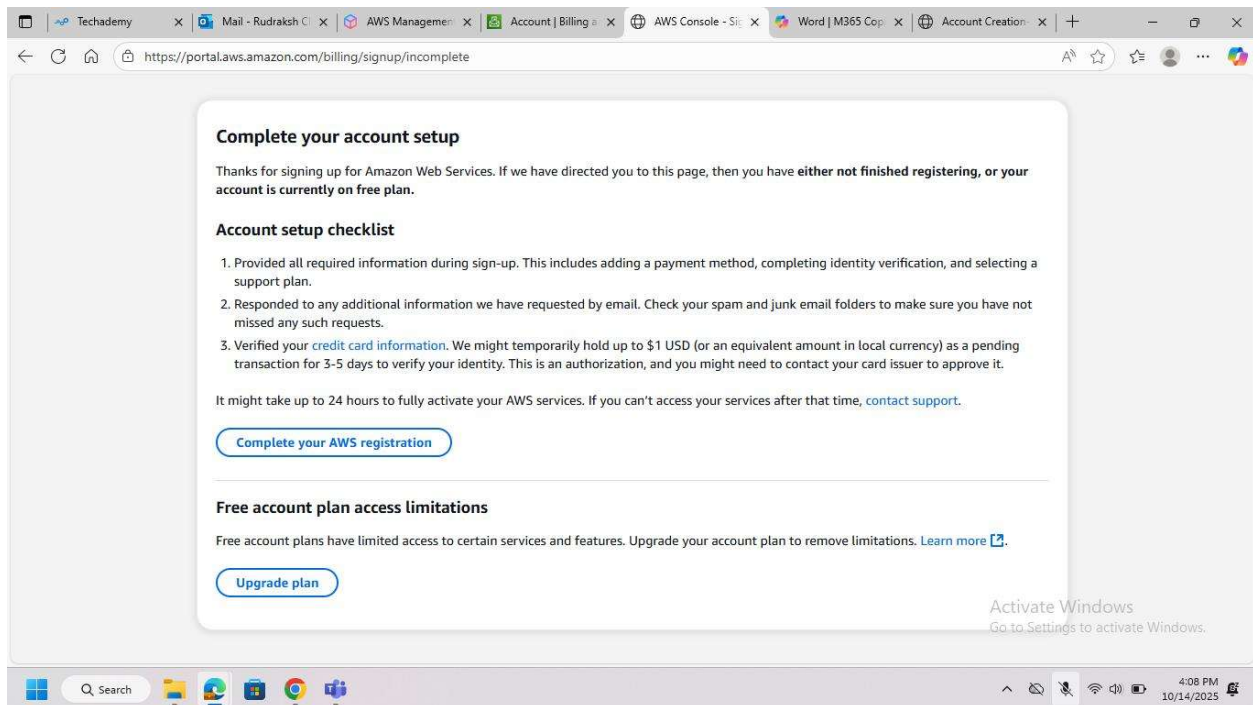 Techademy
Mail - Rudraksh C
AWS Managemen
Account | Billing a
AWS Console - Sig
Word | M365 Cop
Account Creation
https://portal.aws.amazon.com/billing/signup/incomplete
Complete your account setup
Thanks for signing up for Amazon Web Services. If we have directed you to this page, then you have either not finished registering, or your
account is currently on free plan.
Account setup checklist
1. Provided all required information during sign-up. This includes adding a payment method, completing identity verification, and selecting a
support plan.
2. Responded to any additional information we have requested by email. Check your spam and junk email folders to make sure you have not
missed any such requests.
3. Verified your credit card information. We might temporarily hold up to $1 USD (or an equivalent amount in local currency) as a pending
transaction for 3-5 days to verify your identity. This is an authorization, and you might need to contact your card issuer to approve it.
It might take up to 24 hours to fully activate your AWS services. If you can't access your services after that time, contact support.
Complete your AWS registration
Free account plan access limitations
Free account plans have limited access to certain services and features. Upgrade your account plan to remove limitations. Learn more.
Upgrade plan
Activate Windows
Go to Settings to activate Windows.
Search
4:08 PM
10/14/2025